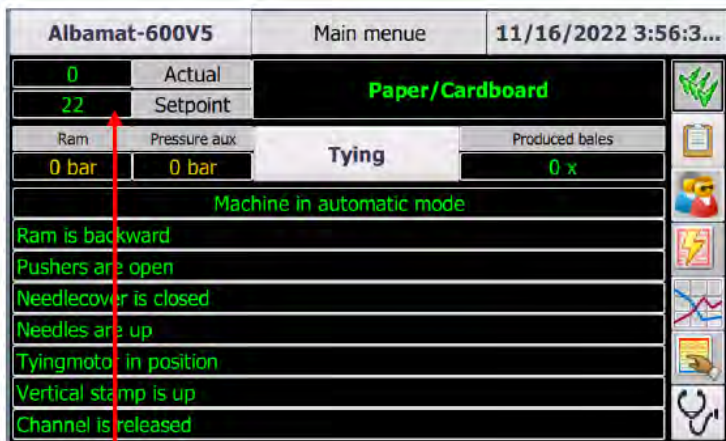 Albamat-600V5 Main menue 11/16/2022 3:56:3...
0 Actual
Paper/Cardboard
22 Setpoint
Ram Pressure aux Tying Produced bales
0 bar 0 bar 0 x
Machine in automatic mode
Ram is backward
Pushers are open
Needlecover is closed
Needles are up
Tyingmotor in position
Vertical stamp is up
Channel is released